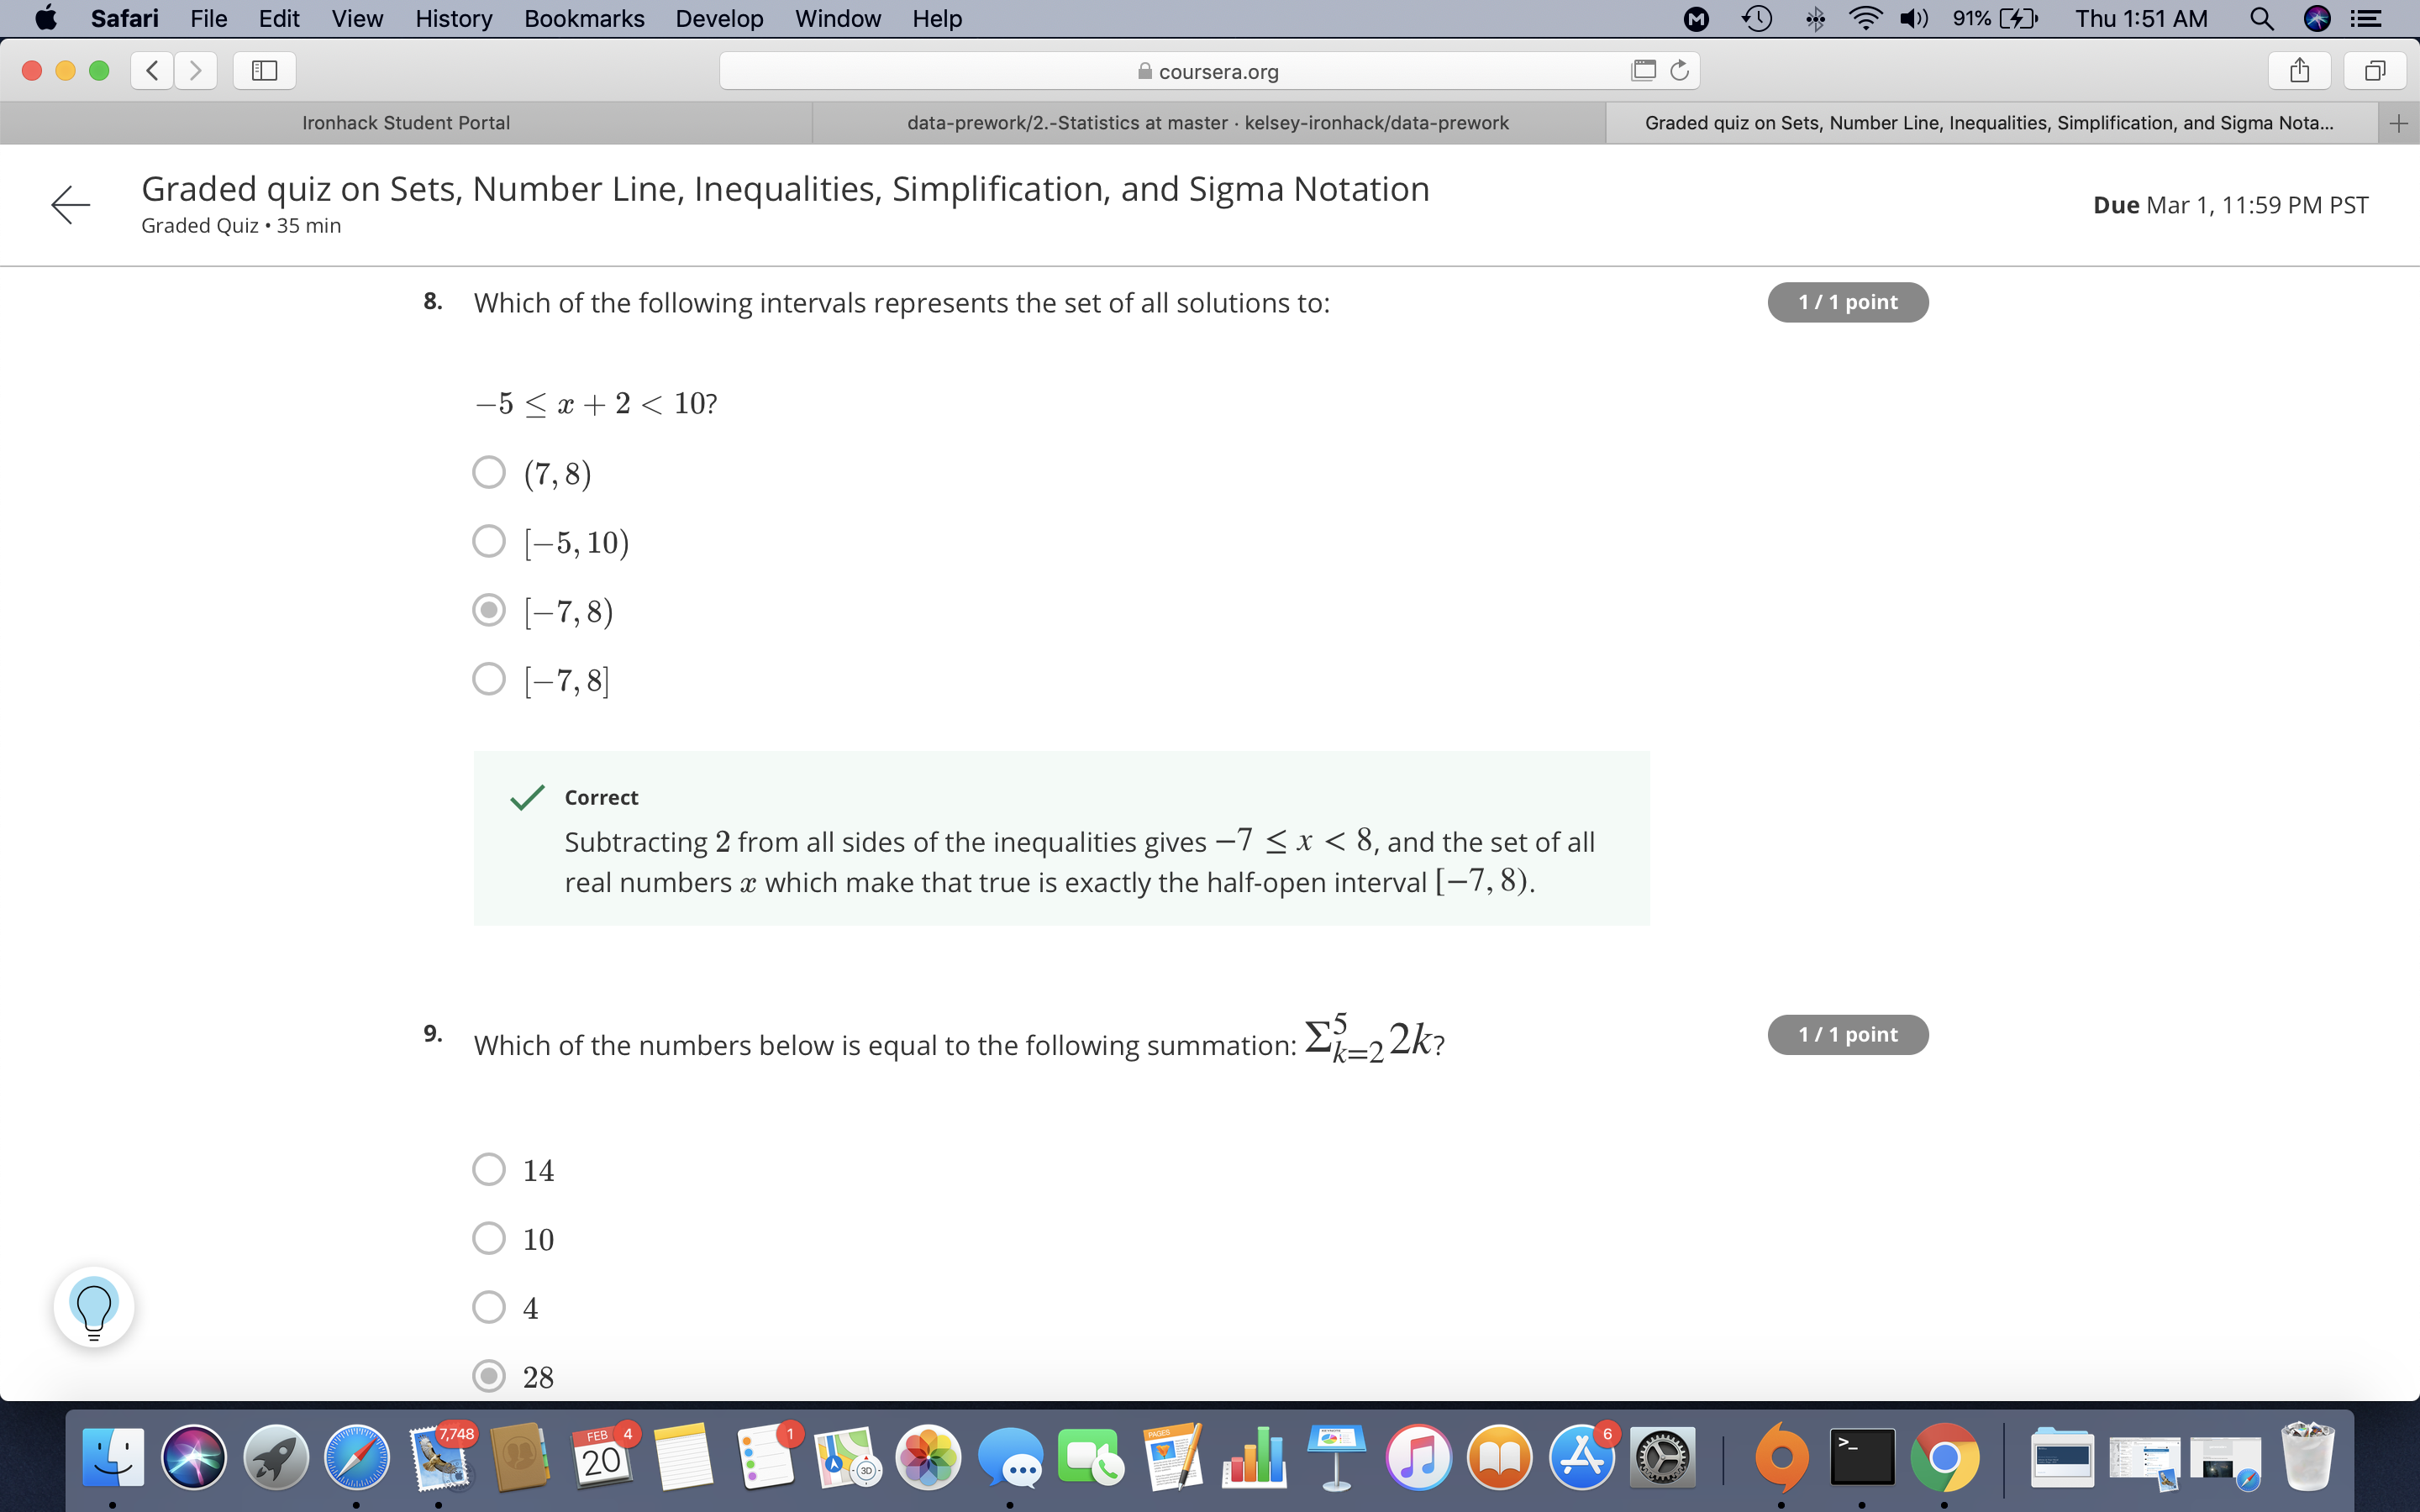 Safari File Edit View History Bookmarks Develop Window Help 91% Thu 1:51 AM
coursera.org
Ironhack Student Portal
data-prework/2.-Statistics at master · kelsey-ironhack/data-prework
Graded quiz on Sets, Number Line, Inequalities, Simplification, and Sigma Nota...
Graded quiz on Sets, Number Line, Inequalities, Simplification, and Sigma Notation
Graded Quiz • 35 min
Due Mar 1, 11:59 PM PST
8. Which of the following intervals represents the set of all solutions to:
1 / 1 point
−5 ≤ x + 2 < 10?
(7, 8)
[−5, 10)
[−7, 8)
[−7, 8]
Correct
Subtracting 2 from all sides of the inequalities gives −7 ≤ x < 8, and the set of all
real numbers x which make that true is exactly the half-open interval [−7, 8).
9. Which of the numbers below is equal to the following summation: Σ⁵ₖ₌₂ 2k?
1 / 1 point
14
10
4
28
7,748
FEB
20
4
1
3D
PAGES
6
>_